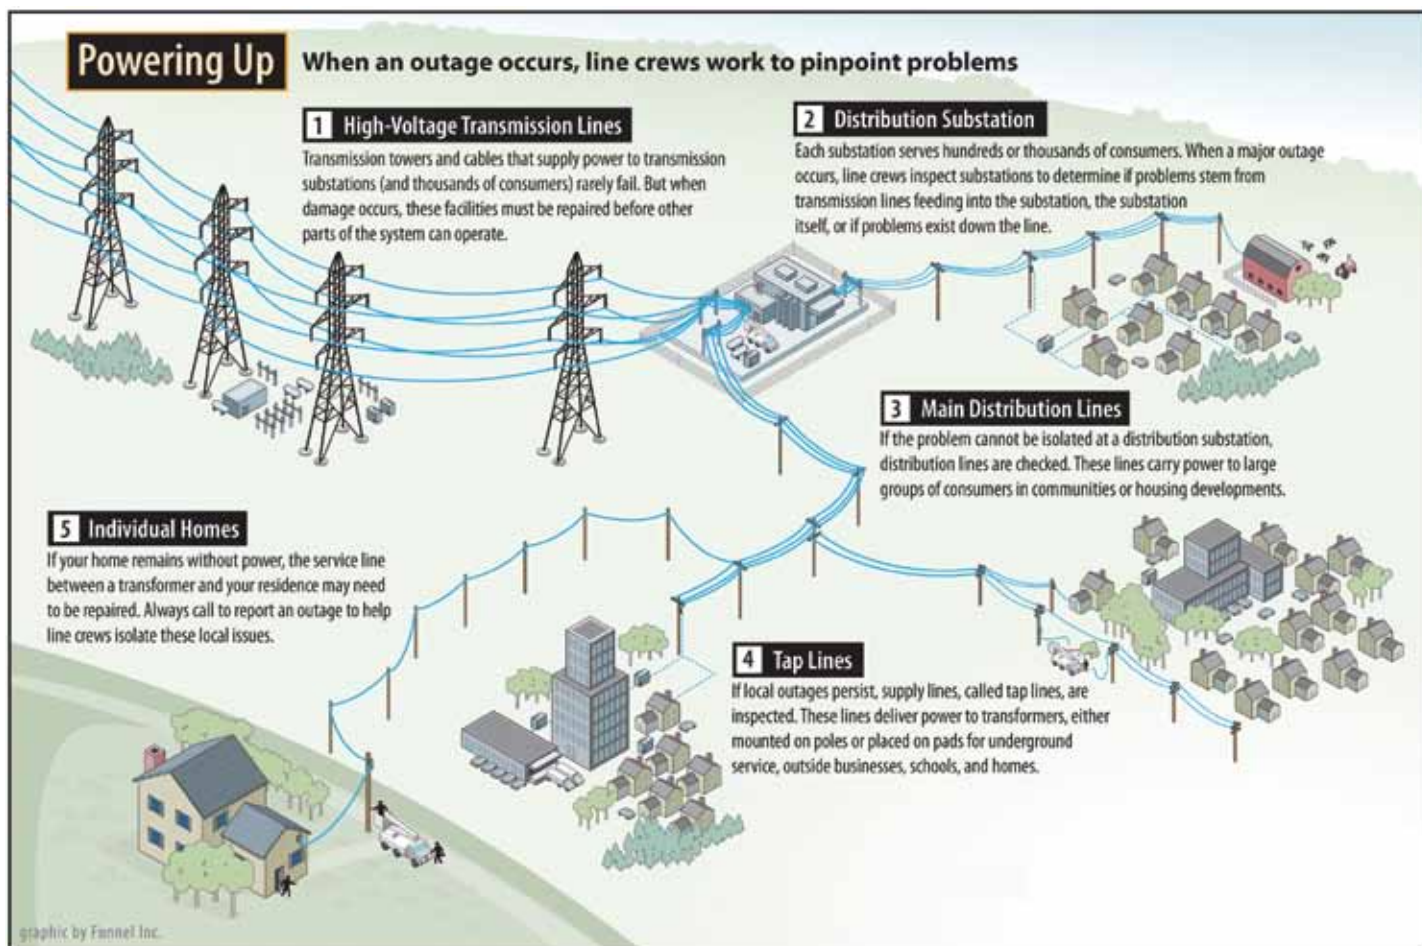 Powering Up
When an outage occurs, line crews work to pinpoint problems
1 High-Voltage Transmission Lines
Transmission towers and cables that supply power to transmission
substations (and thousands of consumers) rarely fail. But when
damage occurs, these facilities must be repaired before other
parts of the system can operate.
2 Distribution Substation
Each substation serves hundreds or thousands of consumers. When a major outage
occurs, line crews inspect substations to determine if problems stem from
transmission lines feeding into the substation, the substation
itself, or if problems exist down the line.
3 Main Distribution Lines
If the problem cannot be isolated at a distribution substation,
distribution lines are checked. These lines carry power to large
groups of consumers in communities or housing developments.
4 Tap Lines
If local outages persist, supply lines, called tap lines, are
inspected. These lines deliver power to transformers, either
mounted on poles or placed on pads for underground
service, outside businesses, schools, and homes.
5 Individual Homes
If your home remains without power, the service line
between a transformer and your residence may need
to be repaired. Always call to report an outage to help
line crews isolate these local issues.
graphic by Funnel Inc.